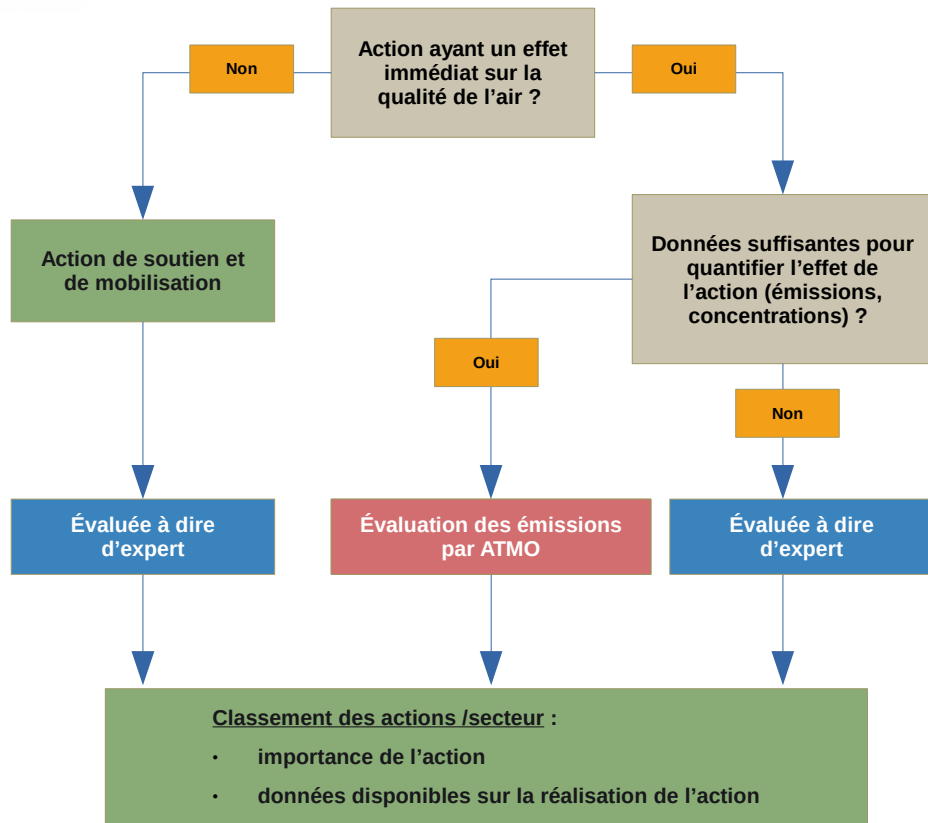 Action ayant un effet
immédiat sur la
qualité de l’air ?
Non
Oui
Action de soutien et
de mobilisation
Données suffisantes pour
quantifier l’effet de
l’action (émissions,
concentrations) ?
Oui
Non
Évaluée à dire
d’expert
Évaluation des émissions
par ATMO
Évaluée à dire
d’expert
Classement des actions /secteur :
• importance de l’action
• données disponibles sur la réalisation de l’action